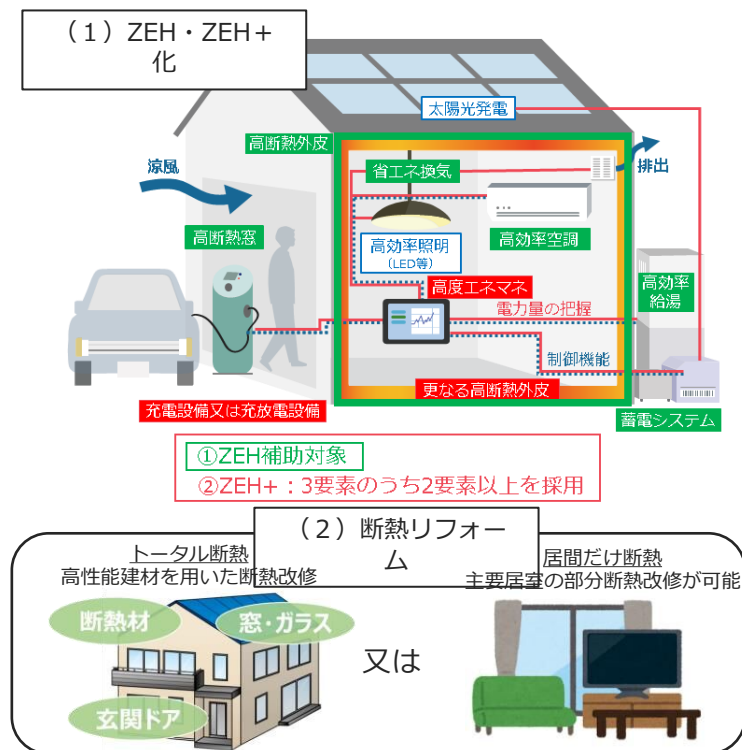 （１）ZEH・ZEH＋
化
太陽光発電
高断熱外皮
涼風
省エネ換気
排出
高断熱窓
高効率照明
（LED等）
高効率空調
高度エネマネ
高効率
給湯
電力量の把握
制御機能
充電設備又は充放電設備
更なる高断熱外皮
蓄電システム
①ZEH補助対象
②ZEH+：3要素のうち2要素以上を採用
（２）断熱リフォー
ム
トータル断熱
高性能建材を用いた断熱改修
居間だけ断熱
主要居室の部分断熱改修が可能
断熱材
窓・ガラス
玄関ドア
又は